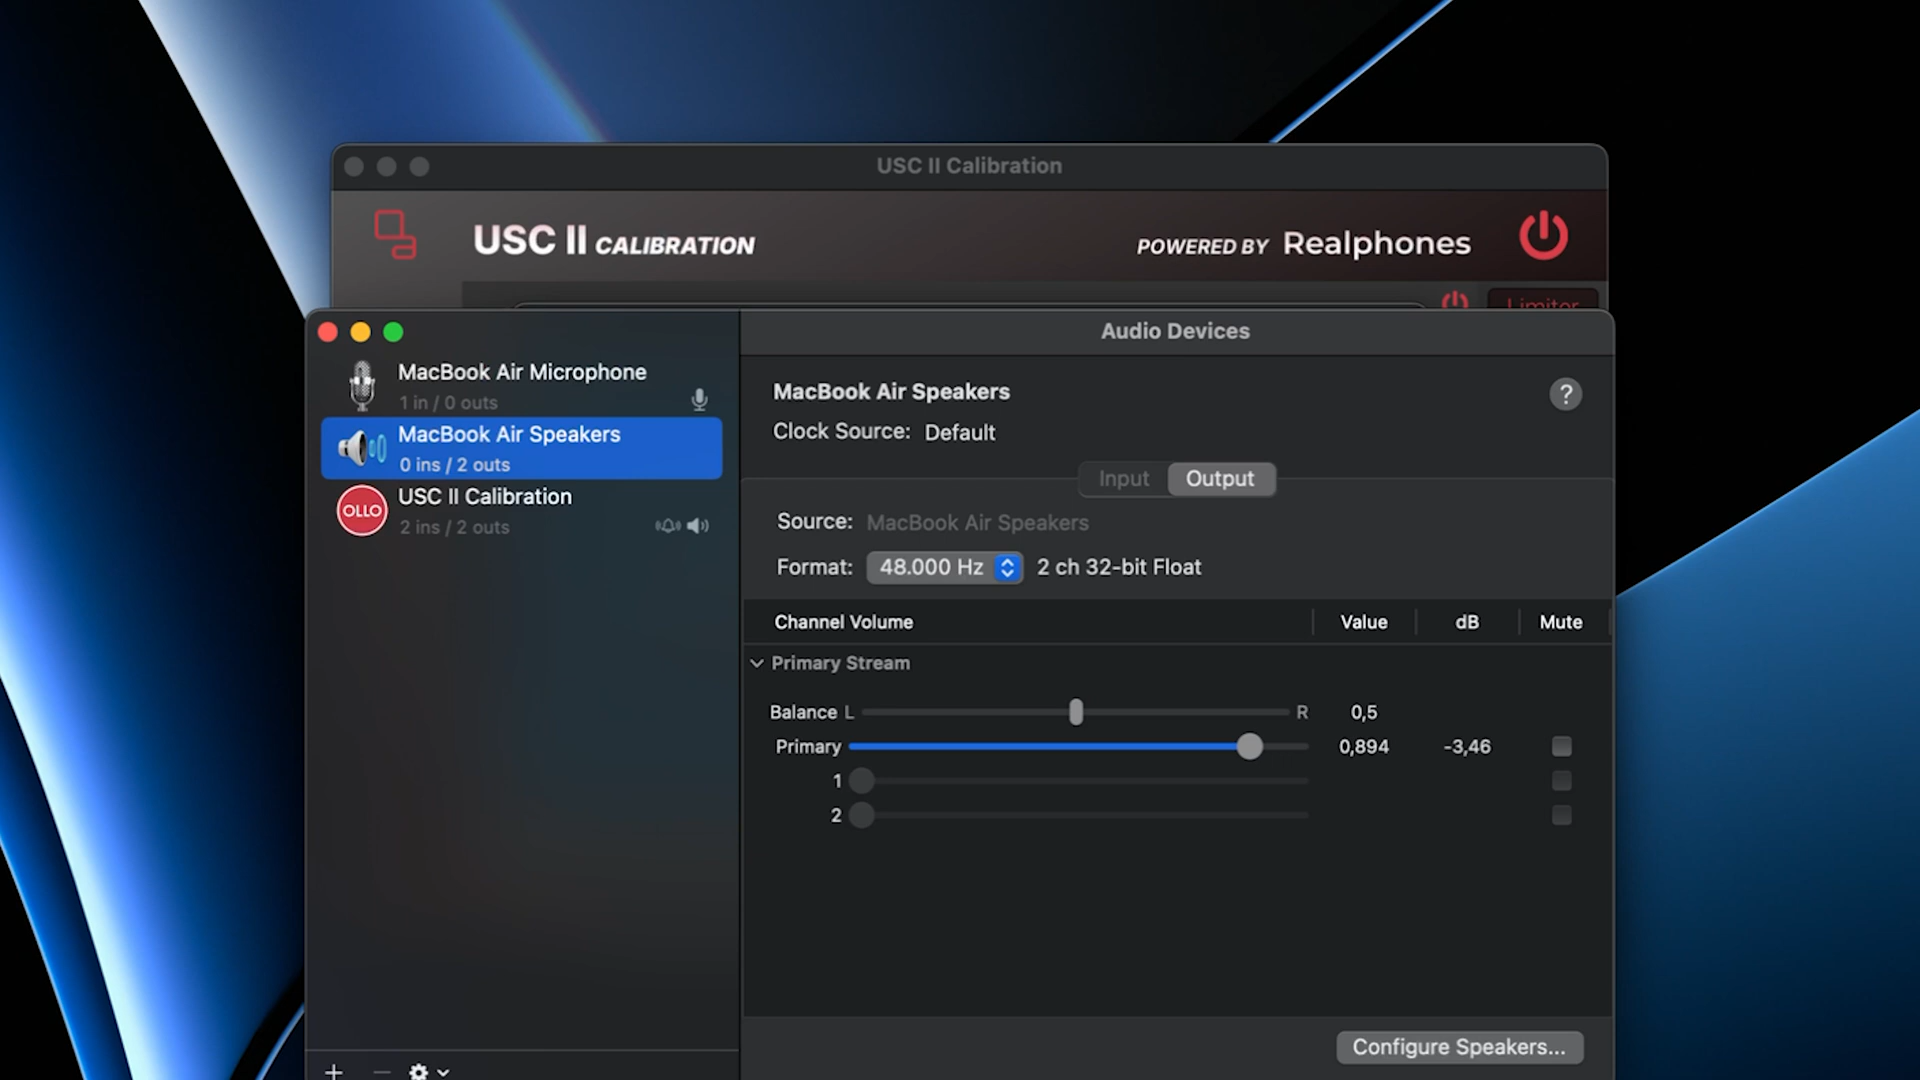 USC II Calibration
USC II CALIBRATION
POWERED BY Realphones
Limiter
Audio Devices
MacBook Air Microphone
1 in / 0 outs
MacBook Air Speakers
0 ins / 2 outs
OLLO
USC II Calibration
2 ins / 2 outs
MacBook Air Speakers
?
Clock Source: Default
Input Output
Source: MacBook Air Speakers
Format: 48.000 Hz 2 ch 32-bit Float
Channel Volume Value dB Mute
Primary Stream
Balance L R 0,5
Primary 0,894 -3,46
1
2
Configure Speakers...